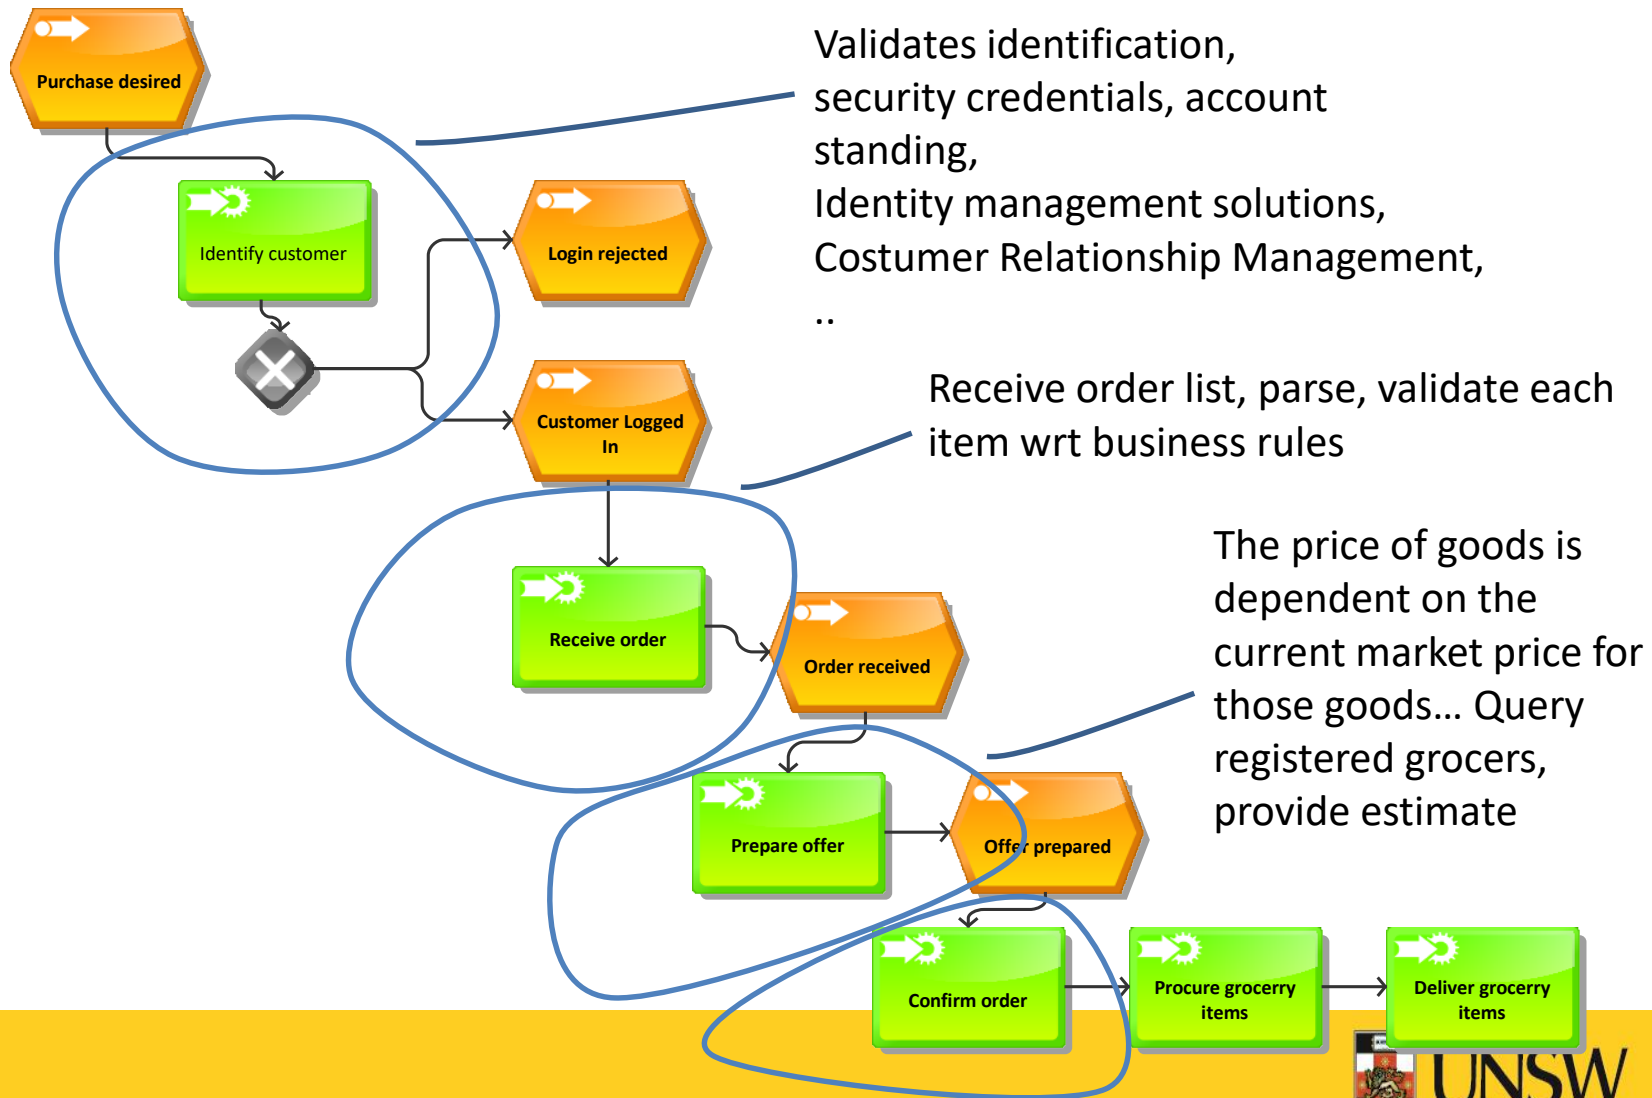 Purchase desired
Validates identification,
security credentials, account
standing,
Identity management solutions,
Costumer Relationship Management,
..
Identify customer
Login rejected
Customer Logged
In
Receive order list, parse, validate each
item wrt business rules
Receive order
Order received
The price of goods is
dependent on the
current market price for
those goods... Query
registered grocers,
provide estimate
Prepare offer
Offer prepared
Confirm order
Procure grocerry
items
Deliver grocerry
items
UNSW